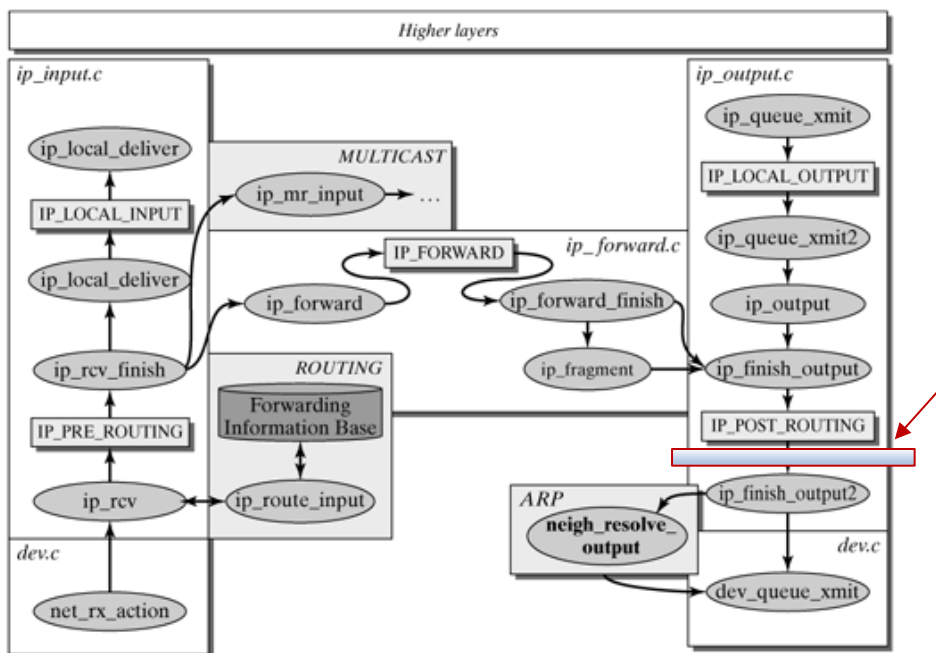 Higher layers
ip_input.c
ip_output.c
ip_queue_xmit
ip_local_deliver
MULTICAST
IP_LOCAL_OUTPUT
ip_mr_input
...
IP_LOCAL_INPUT
ip_queue_xmit2
IP_FORWARD
ip_forward.c
ip_local_deliver
ip_forward
ip_forward_finish
ip_output
ip_rcv_finish
ROUTING
ip_fragment
ip_finish_output
Forwarding
Information Base
IP_PRE_ROUTING
IP_POST_ROUTING
ip_rcv
ip_route_input
ARP
ip_finish_output2
neigh_resolve_
output
dev.c
dev.c
net_rx_action
dev_queue_xmit